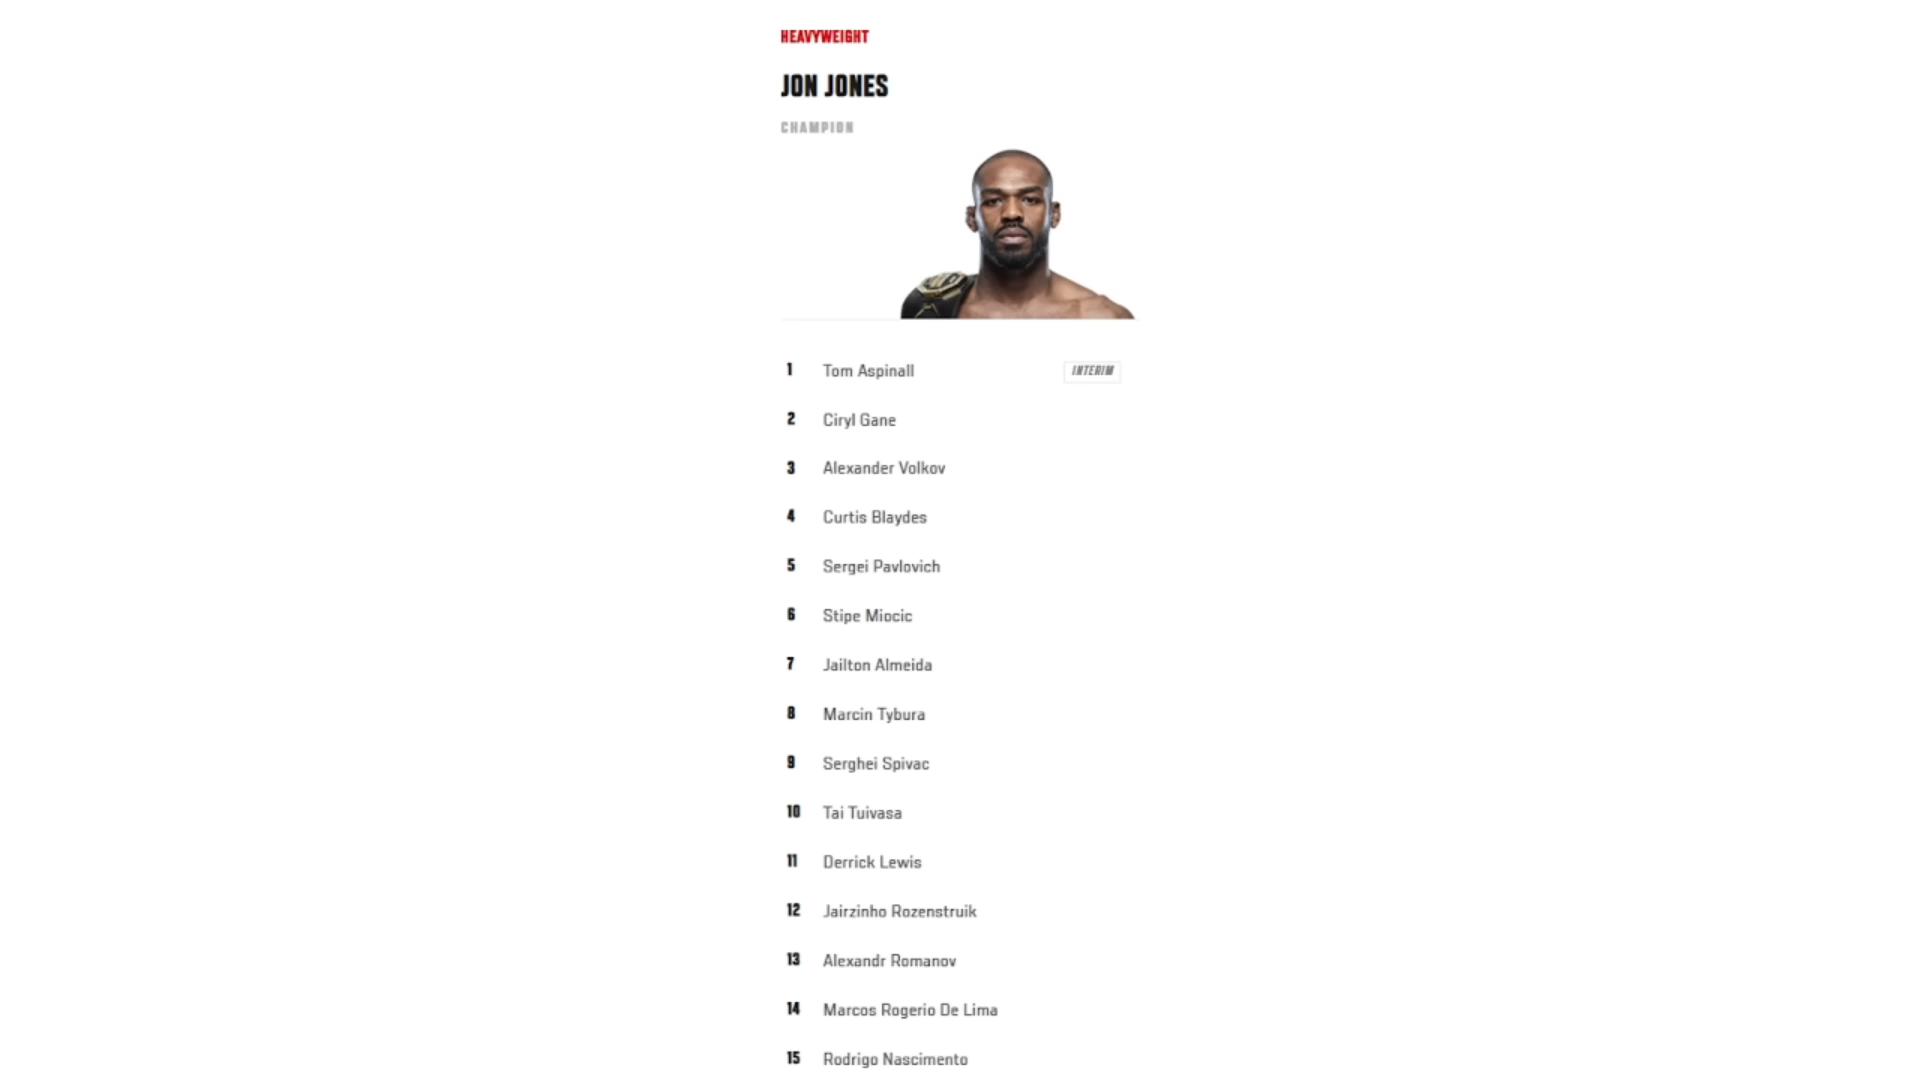 HEAVYWEIGHT
JON JONES
CHAMPION
1 Tom Aspinall INTERIM
2 Ciryl Gane
3 Alexander Volkov
4 Curtis Blaydes
5 Sergei Pavlovich
6 Stipe Miocic
7 Jailton Almeida
8 Marcin Tybura
9 Serghei Spivac
10 Tai Tuivasa
11 Derrick Lewis
12 Jairzinho Rozenstruik
13 Alexandr Romanov
14 Marcos Rogerio De Lima
15 Rodrigo Nascimento